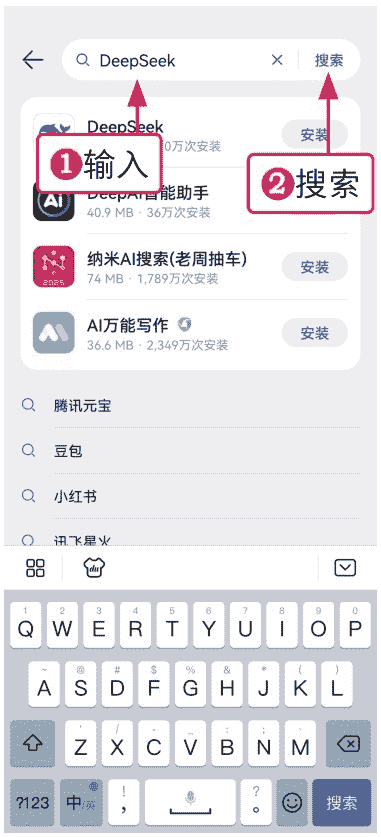 DeepSeek
搜索
DeepSeek
0万次安装
安装
❶输入
❷搜索
DeepAI智能助手
40.9 MB · 36万次安装
纳米AI搜索(老周抽车)
74 MB · 1,789万次安装
安装
2025
AI万能写作
36.6 MB · 2,349万次安装
安装
腾讯元宝
豆包
小红书
讯飞星火
du
1 2 3 4 5 6 7 8 9 0
Q W E R T Y U I O P
~ @ # $ % & * ( )
A S D F G H J K L
' / - _ : ; ~
Z X C V B N M
! ?
?123 中/英 , 。 搜索